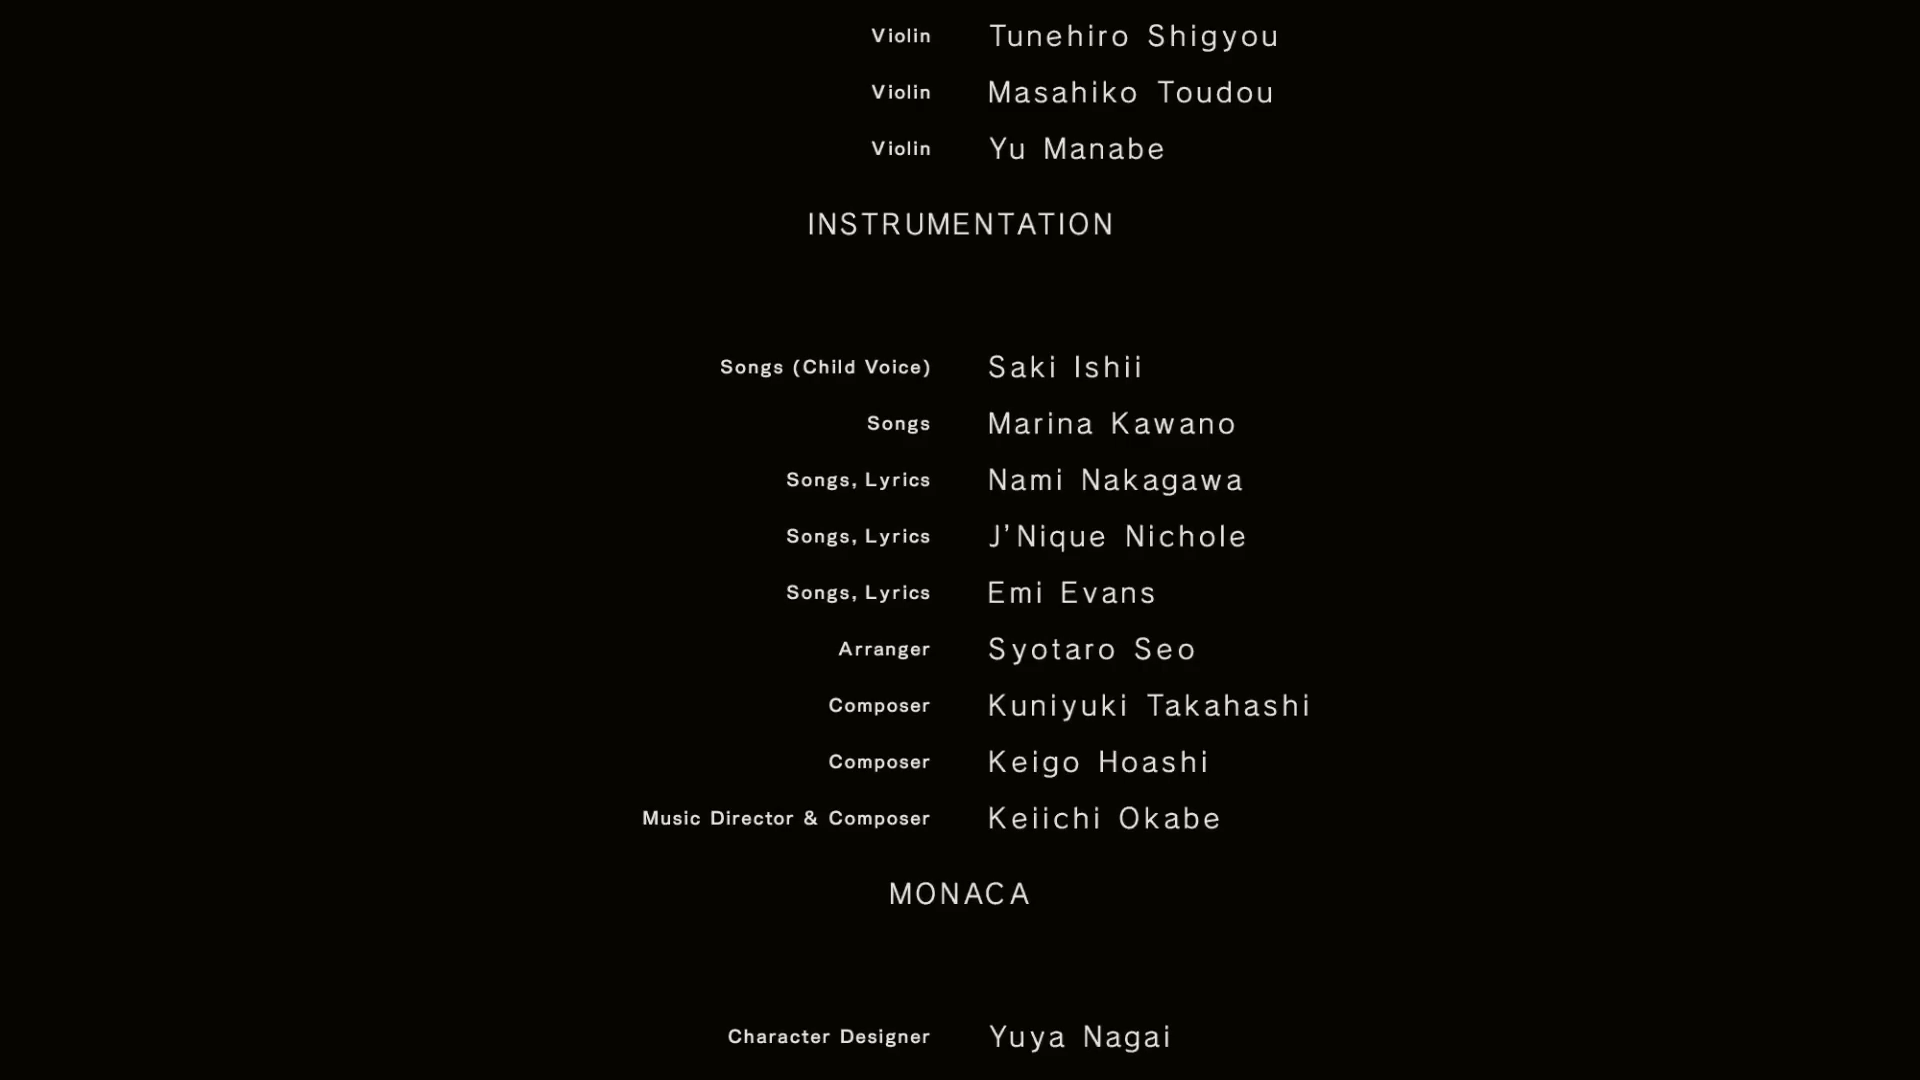 Violin Tunehiro Shigyou
Violin Masahiko Toudou
Violin Yu Manabe
INSTRUMENTATION
Songs (Child Voice) Saki Ishii
Songs Marina Kawano
Songs, Lyrics Nami Nakagawa
Songs, Lyrics J'Nique Nichole
Songs, Lyrics Emi Evans
Arranger Syotaro Seo
Composer Kuniyuki Takahashi
Composer Keigo Hoashi
Music Director & Composer Keiichi Okabe
MONACA
Character Designer Yuya Nagai